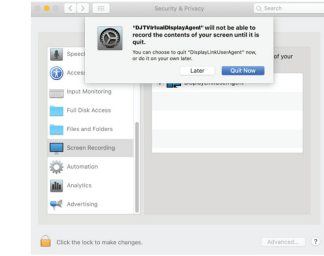 Security & Privacy
Search
"DJTVirtualDisplayAgent" will not be able to
record the contents of your screen until it is
quit.
You can choose to quit "DisplayLinkUserAgent" now,
or do it on your own later.
Later
Quit Now
Speec
of your
Access
DisplayLinkUserAgent
Input Monitoring
Full Disk Access
Files and Folders
Screen Recording
Automation
Analytics
Advertising
Click the lock to make changes.
Advanced...
?